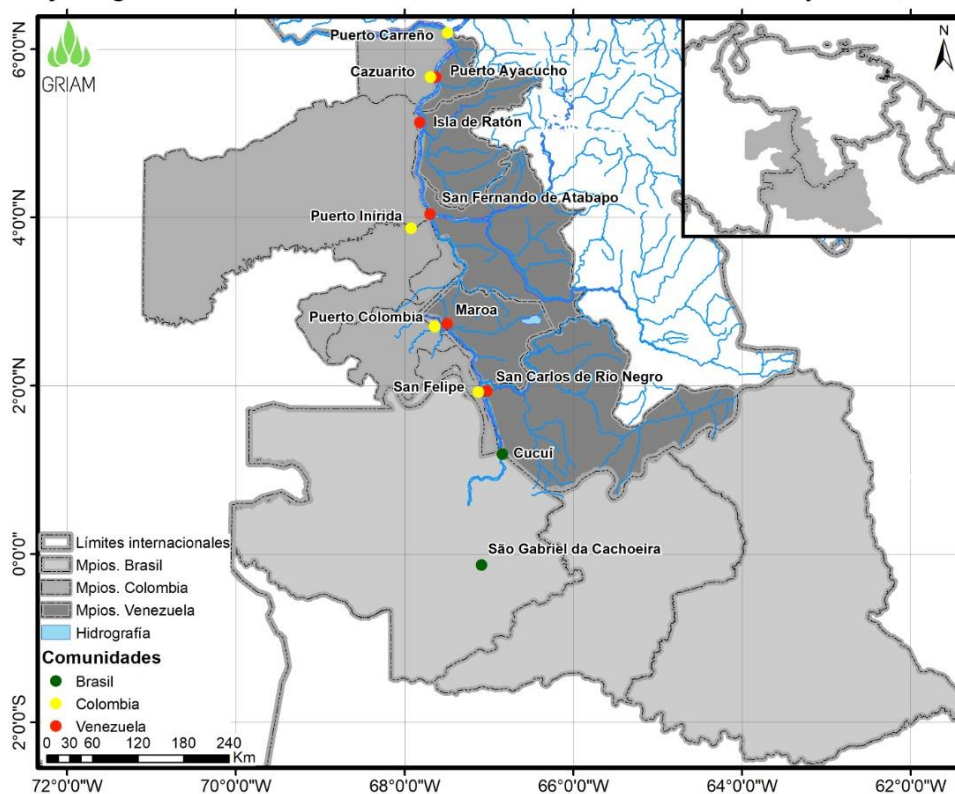 6°0'0"N
4°0'0"N
2°0'0"N
0°0'0"
2°0'0"S
GRIAM
N
Puerto Carreño
Cazuarito
Puerto Ayacucho
Isla de Ratón
San Fernando de Atabapo
Puerto Inírida
Puerto Colombia
Maroa
San Felipe
San Carlos de Río Negro
Cucuí
São Gabriel da Cachoeira
Límites internacionales
Mpios. Brasil
Mpios. Colombia
Mpios. Venezuela
Hidrografía
Comunidades
Brasil
Colombia
Venezuela
0 30 60 120 180 240
Km
72°0'0"W 70°0'0"W 68°0'0"W 66°0'0"W 64°0'0"W 62°0'0"W